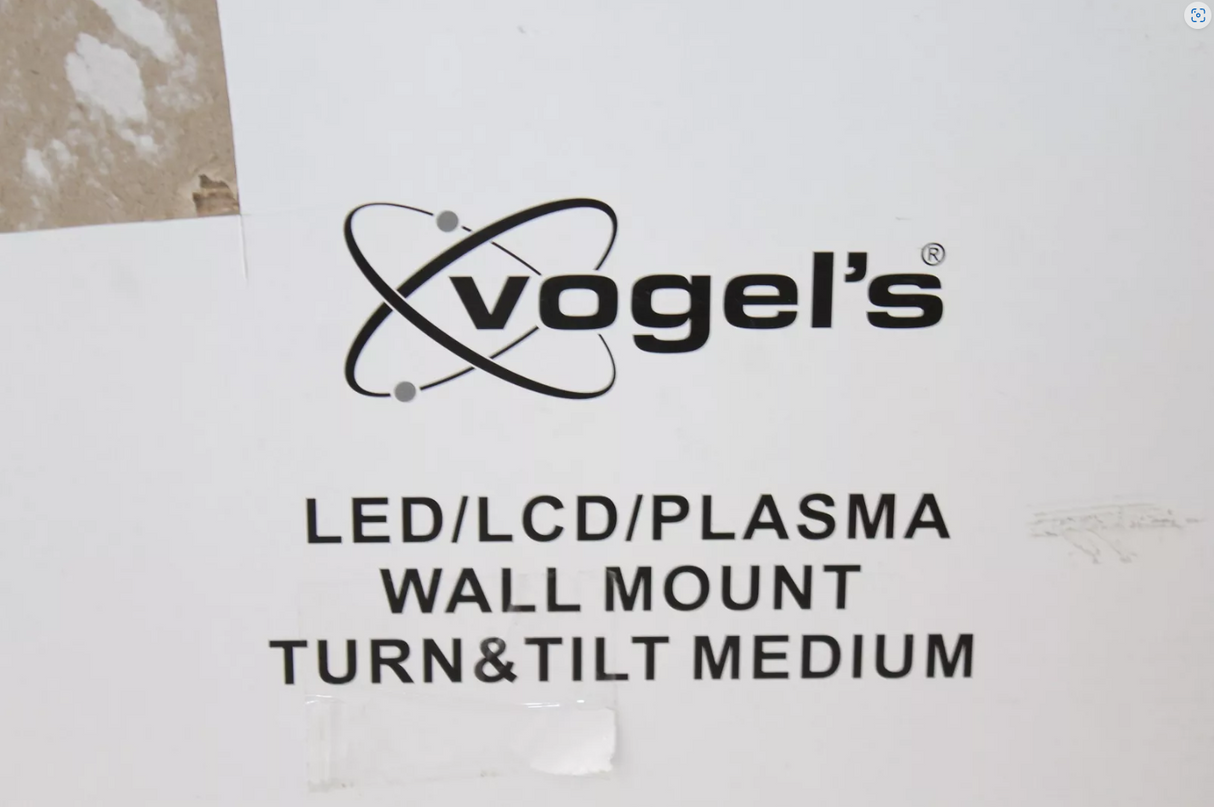 vogel's®
LED/LCD/PLASMA
WALL MOUNT
TURN&TILT MEDIUM